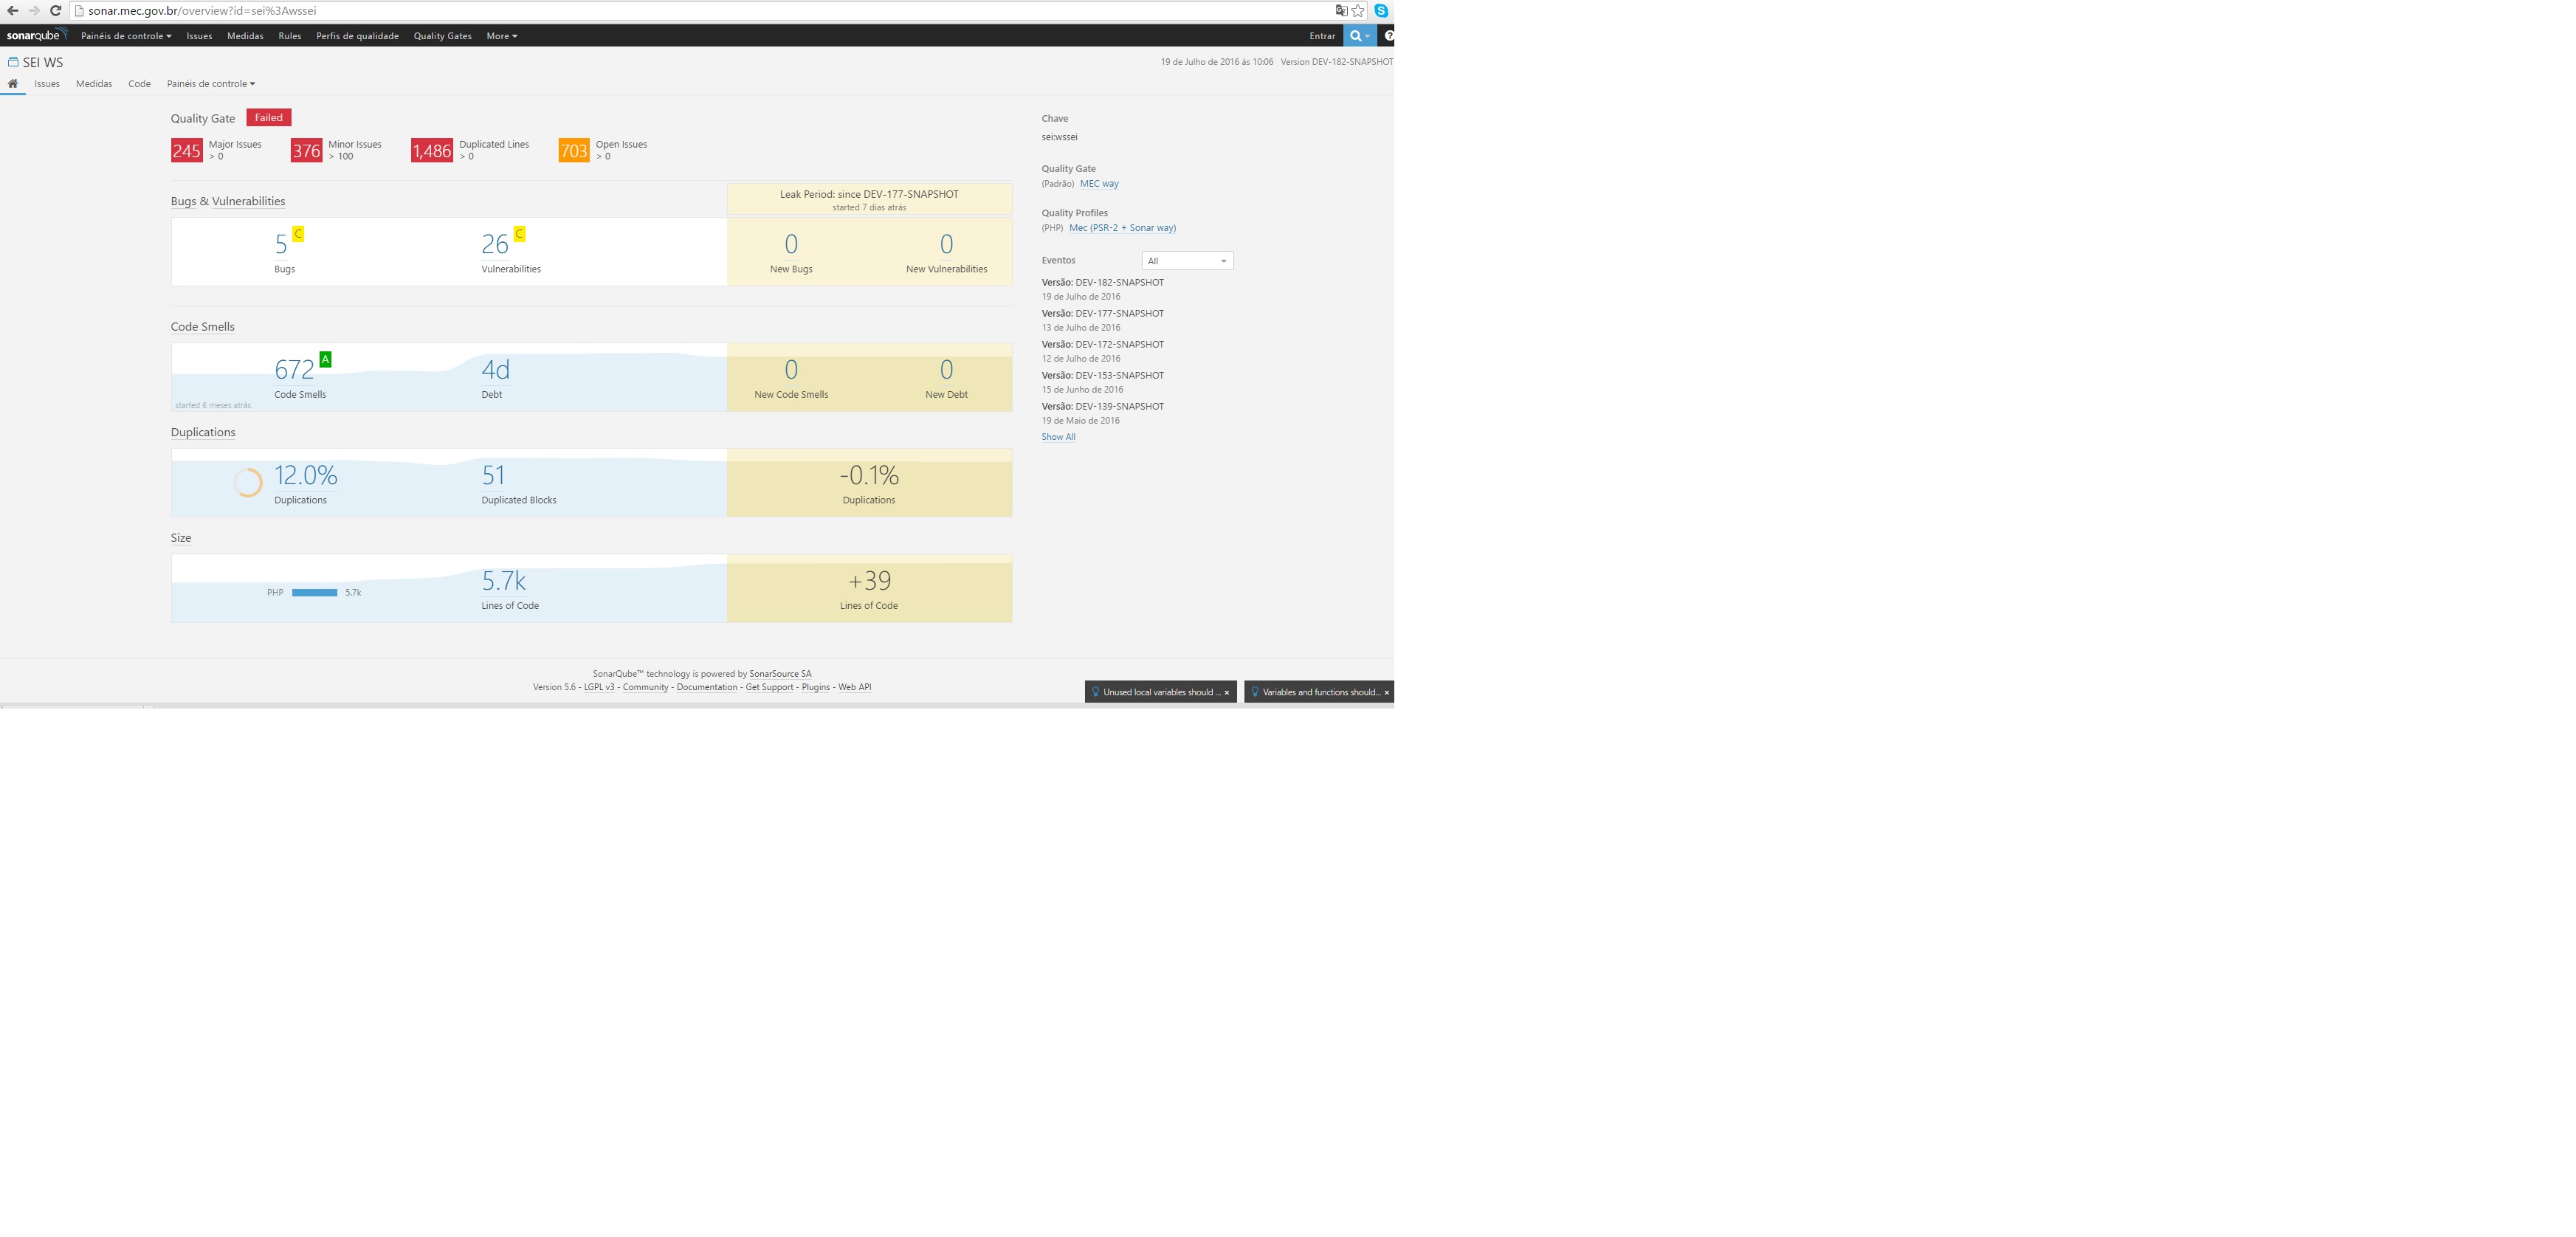 sonar.mec.gov.br/overview?id=sei%3Awssei
sonarqube Painéis de controle Issues Medidas Rules Perfis de qualidade Quality Gates More Entrar
SEI WS
19 de Julho de 2016 às 10:06 Version DEV-182-SNAPSHOT
Issues Medidas Code Painéis de controle
Quality Gate Failed
245 Major Issues > 0
376 Minor Issues > 100
1,486 Duplicated Lines > 0
703 Open Issues > 0
Leak Period: since DEV-177-SNAPSHOT
started 7 dias atrás
Bugs & Vulnerabilities
5 C
Bugs
26 C
Vulnerabilities
0
New Bugs
0
New Vulnerabilities
Code Smells
672 A
Code Smells
started 6 meses atrás
4d
Debt
0
New Code Smells
0
New Debt
Duplications
12.0%
Duplications
51
Duplicated Blocks
-0.1%
Duplications
Size
PHP 5.7k
5.7k
Lines of Code
+39
Lines of Code
Chave
sei:wssei
Quality Gate
(Padrão) MEC way
Quality Profiles
(PHP) Mec (PSR-2 + Sonar way)
Eventos All
Versão: DEV-182-SNAPSHOT
19 de Julho de 2016
Versão: DEV-177-SNAPSHOT
13 de Julho de 2016
Versão: DEV-172-SNAPSHOT
12 de Julho de 2016
Versão: DEV-153-SNAPSHOT
15 de Junho de 2016
Versão: DEV-139-SNAPSHOT
19 de Maio de 2016
Show All
SonarQube™ technology is powered by SonarSource SA
Version 5.6 - LGPL v3 - Community - Documentation - Get Support - Plugins - Web API
Unused local variables should ... ×
Variables and functions should... ×